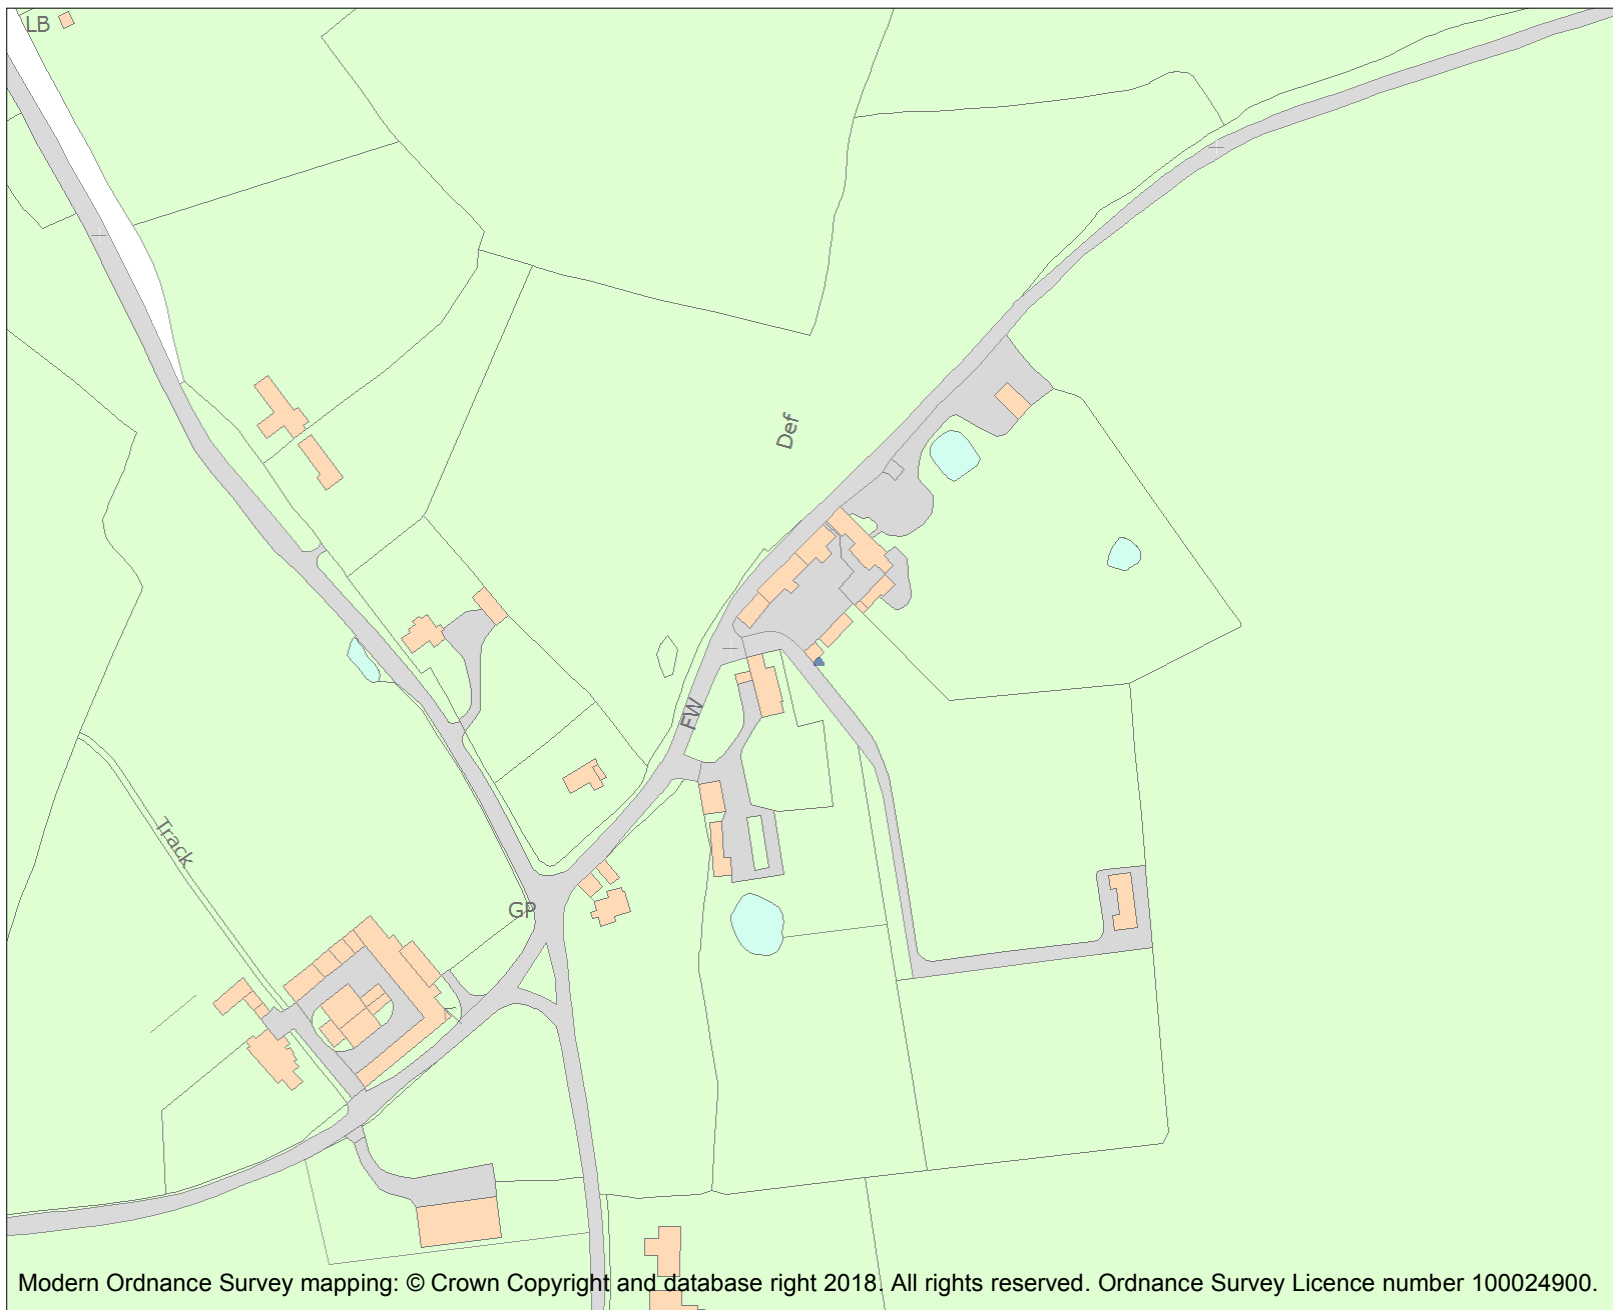 LB
Def
FW
Track
GP
Modern Ordnance Survey mapping: © Crown Copyright and database right 2018. All rights reserved. Ordnance Survey Licence number 100024900.